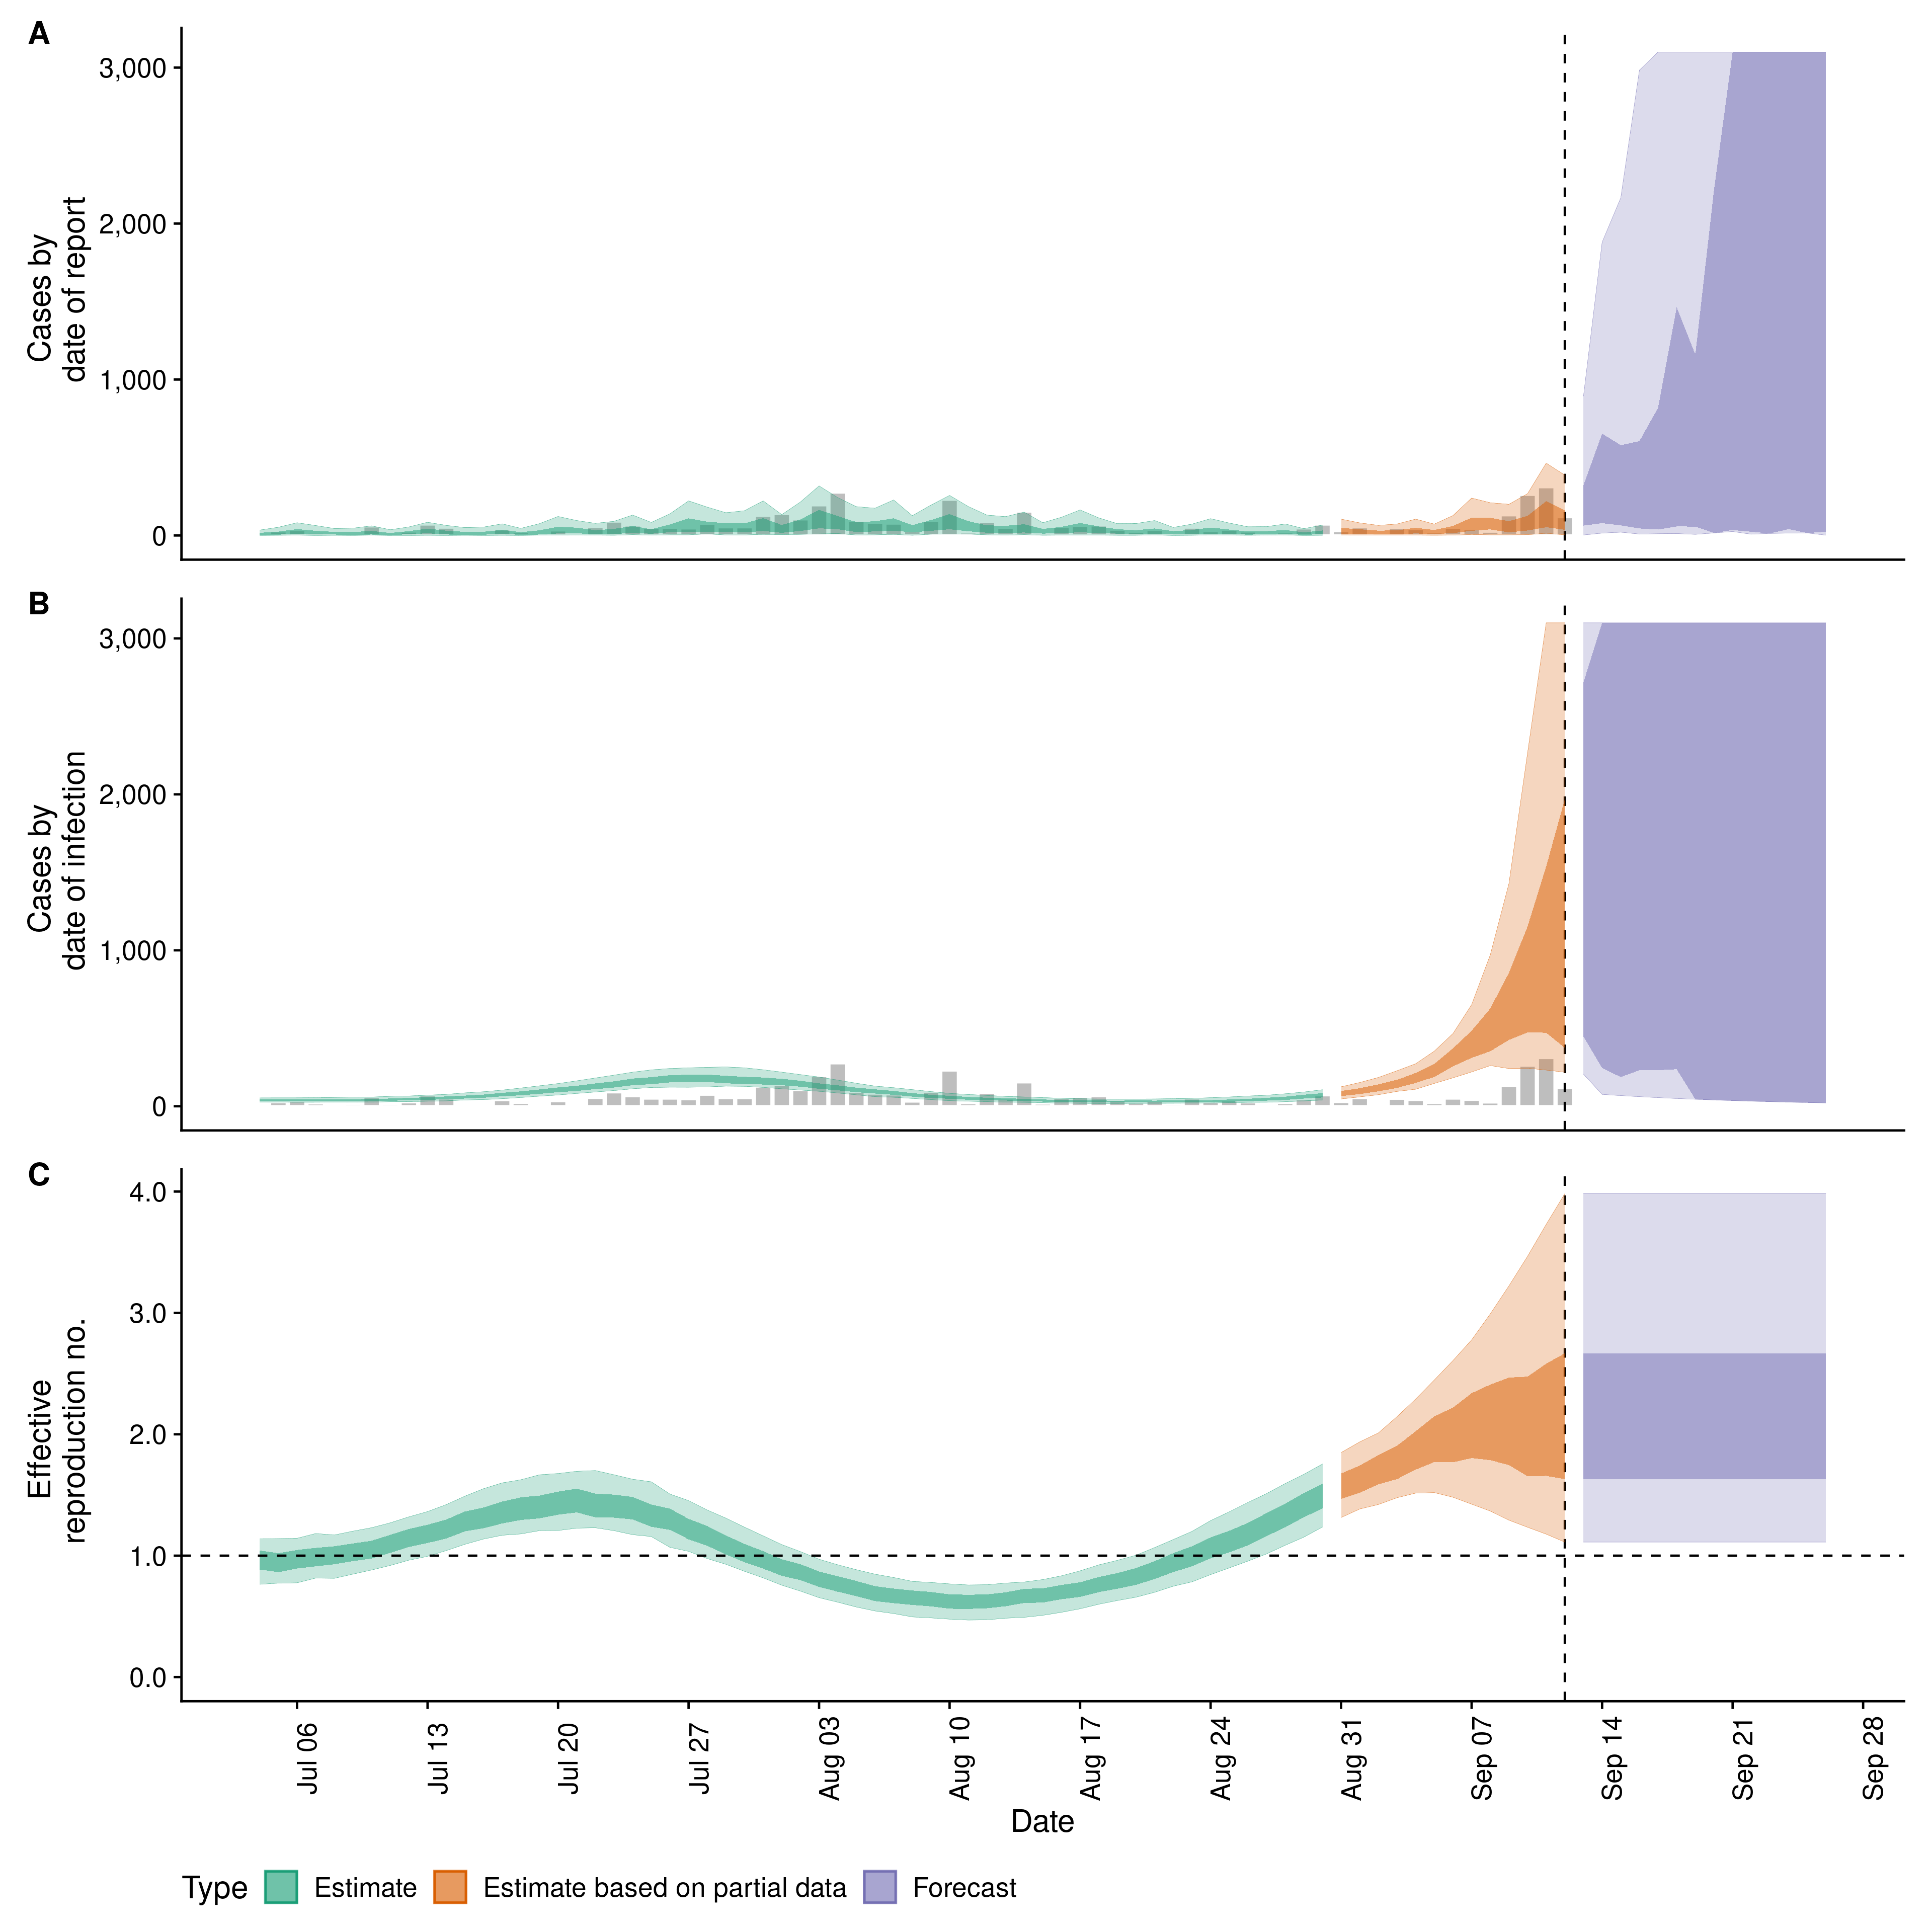 A
3,000
2,000
1,000
0
Cases by
date of report
B
3,000
2,000
1,000
0
Cases by
date of infection
C
4.0
3.0
2.0
1.0
0.0
Effective
reproduction no.
Jul 06
Jul 13
Jul 20
Jul 27
Aug 03
Aug 10
Aug 17
Aug 24
Aug 31
Sep 07
Sep 14
Sep 21
Sep 28
Date
Type Estimate Estimate based on partial data Forecast